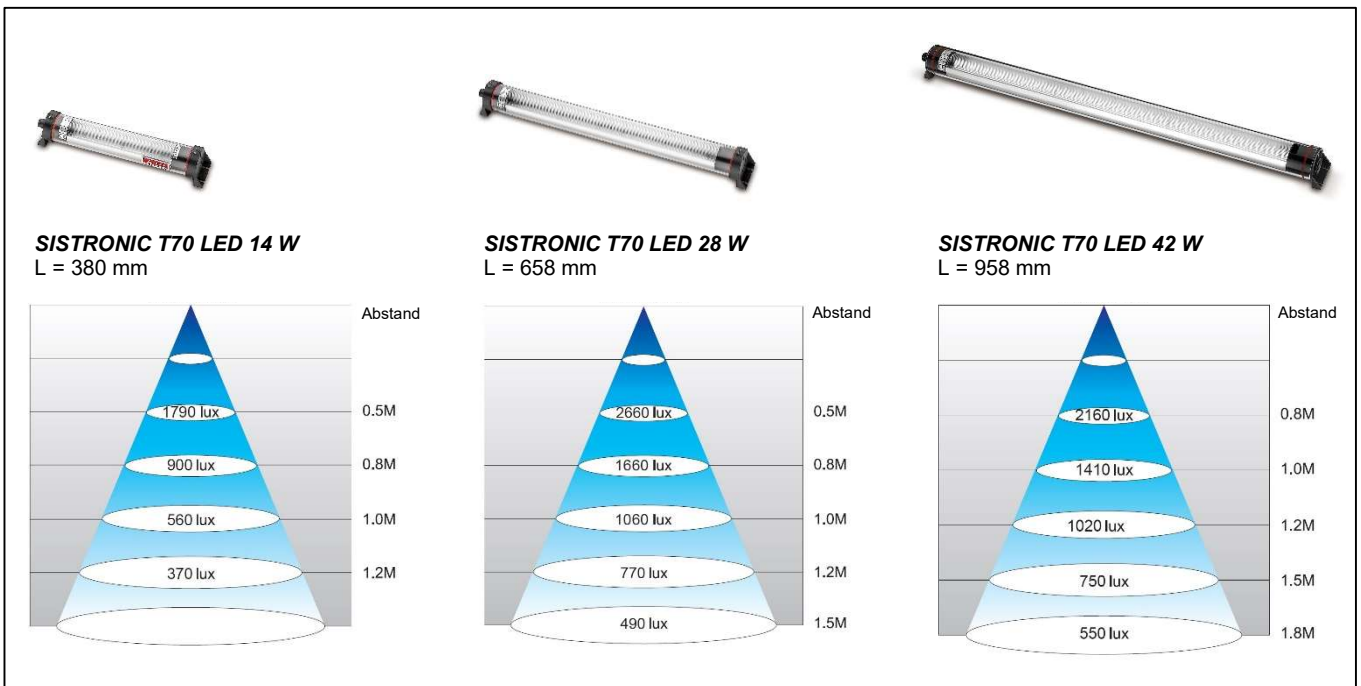 SISTRONIC T70 LED 14 W
L = 380 mm
Abstand
1790 lux
0.5M
900 lux
0.8M
560 lux
1.0M
370 lux
1.2M
SISTRONIC T70 LED 28 W
L = 658 mm
Abstand
2660 lux
0.5M
1660 lux
0.8M
1060 lux
1.0M
770 lux
1.2M
490 lux
1.5M
SISTRONIC T70 LED 42 W
L = 958 mm
Abstand
2160 lux
0.8M
1410 lux
1.0M
1020 lux
1.2M
750 lux
1.5M
550 lux
1.8M